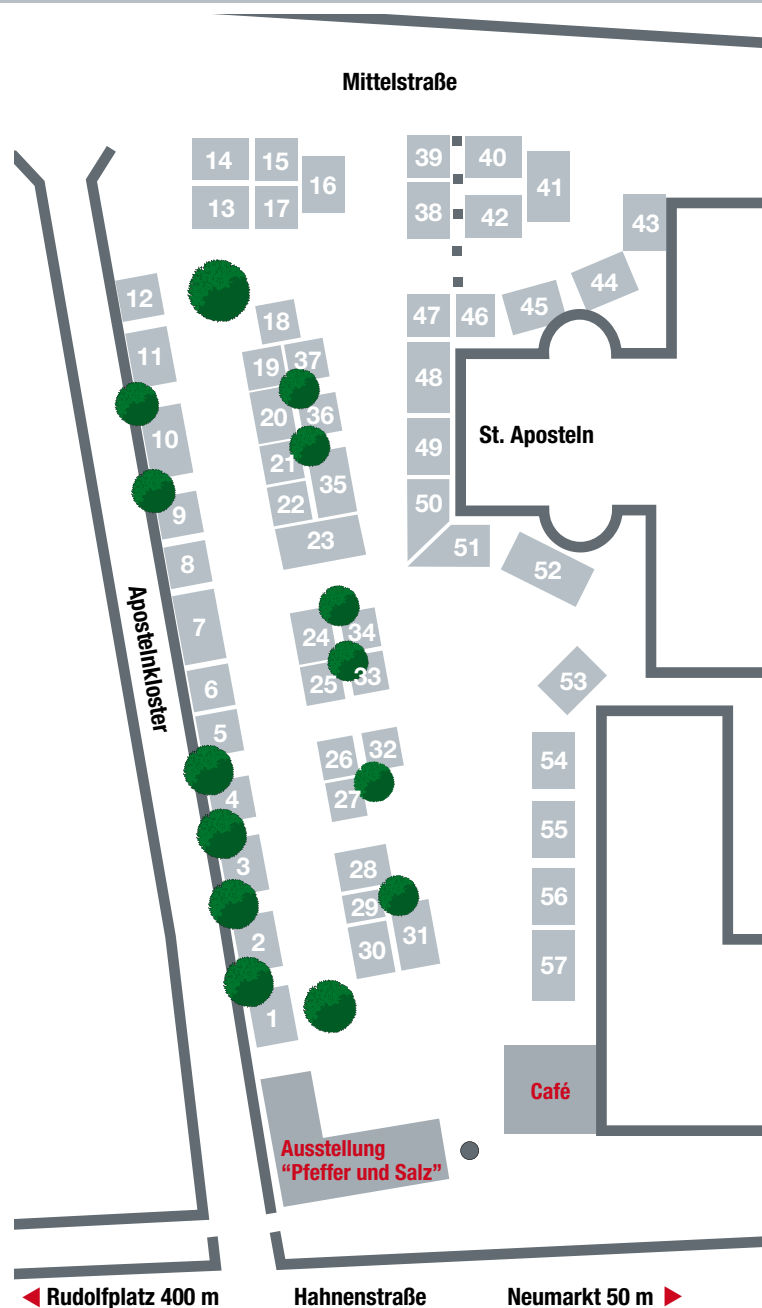 Mittelstraße
14 15 16 39 40 41
13 17 38 42 43
12 44
18 47 46 45
11 19 37 48
20 36 St. Aposteln
10 21 35 49
9 22 50
23 51
8 52
Apostelnkloster
7 24 34
6 25 33 53
5 26 32 54
4 27 55
3 28 56
29
2 30 31 57
1
Café
Ausstellung
“Pfeffer und Salz”
Rudolfplatz 400 m Hahnenstraße Neumarkt 50 m